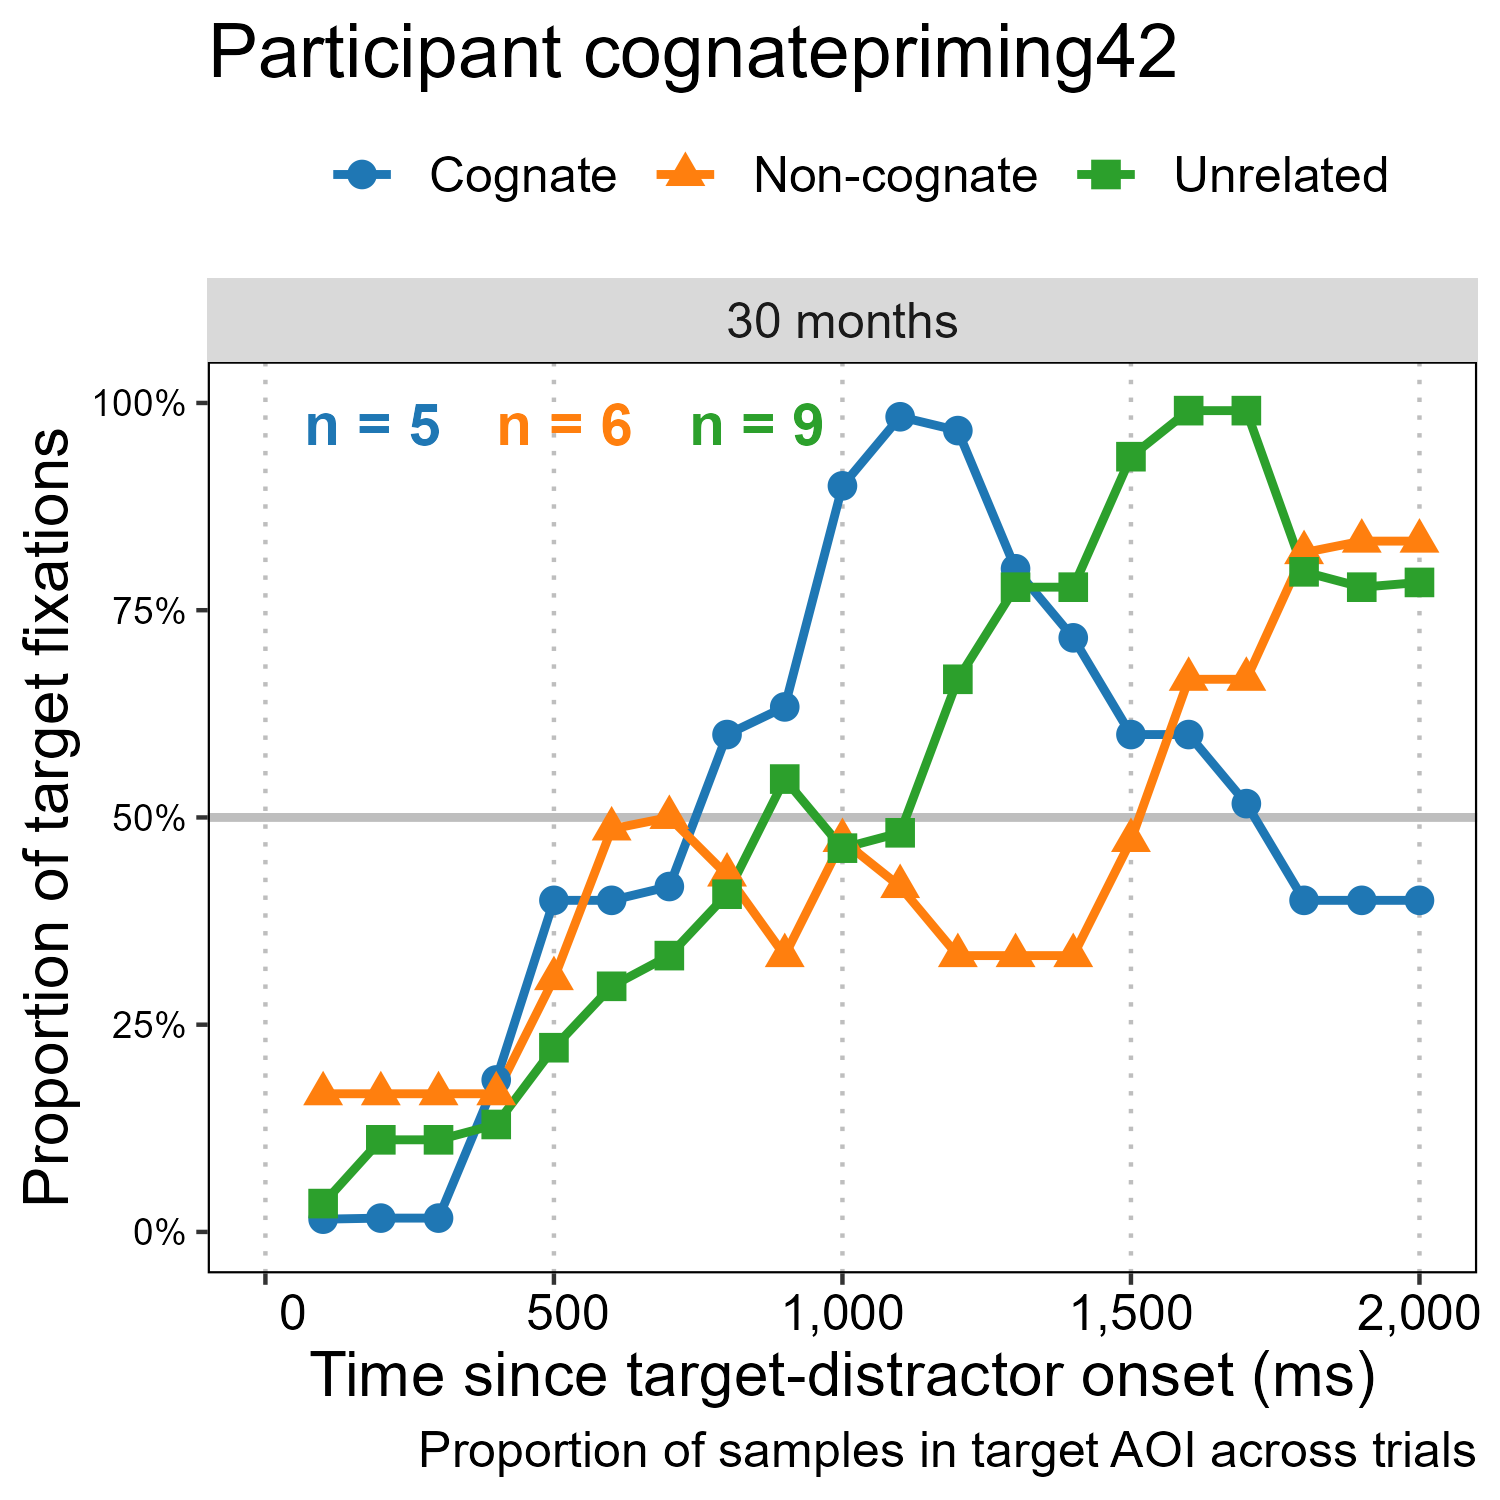 Participant cognatepriming42
Cognate Non-cognate Unrelated
30 months
n = 5 n = 6 n = 9
100%
75%
50%
25%
0%
Proportion of target fixations
0 500 1,000 1,500 2,000
Time since target-distractor onset (ms)
Proportion of samples in target AOI across trials